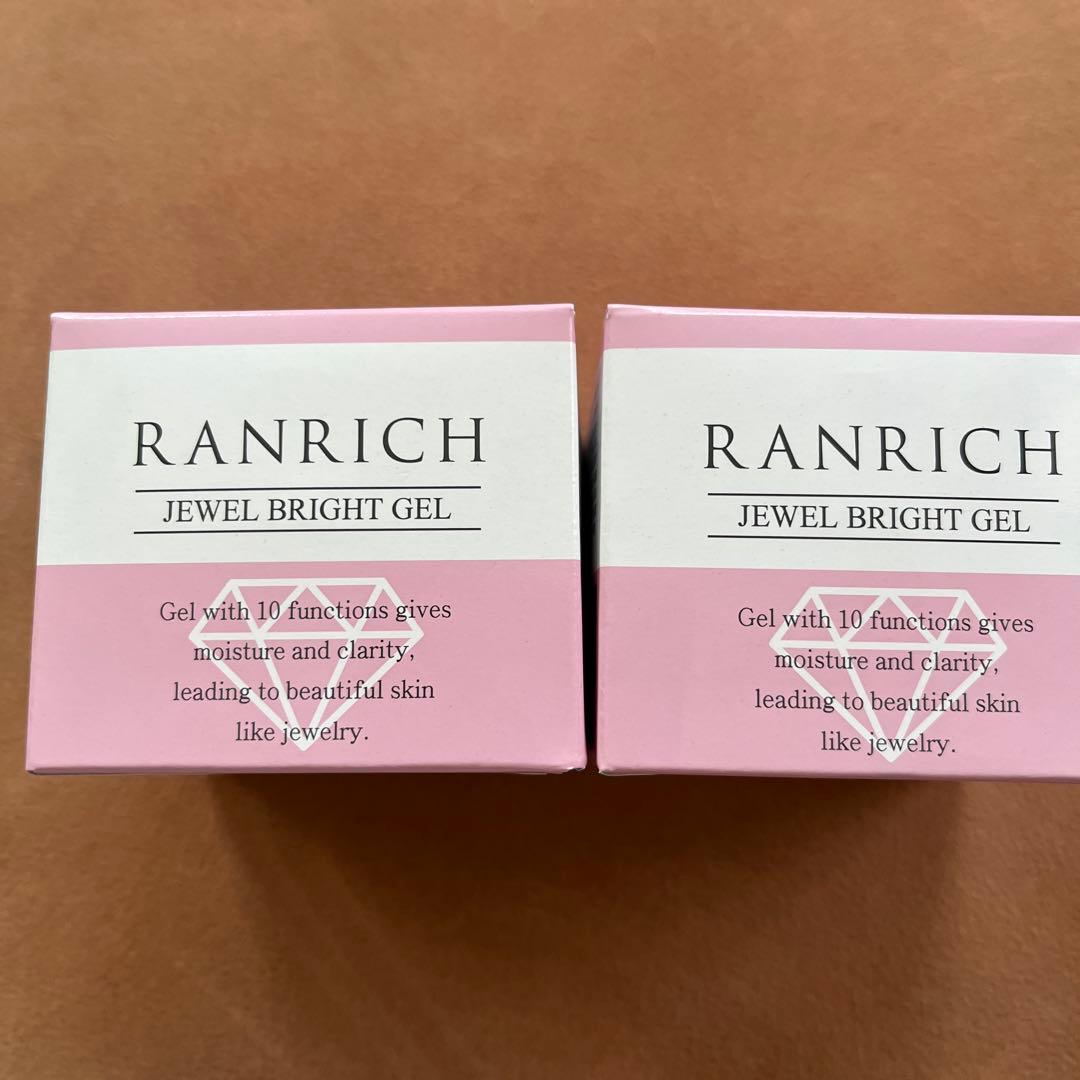 RANRICH
JEWEL BRIGHT GEL
Gel with 10 functions gives
moisture and clarity,
leading to beautiful skin
like jewelry.
RANRICH
JEWEL BRIGHT GEL
Gel with 10 functions gives
moisture and clarity,
leading to beautiful skin
like jewelry.